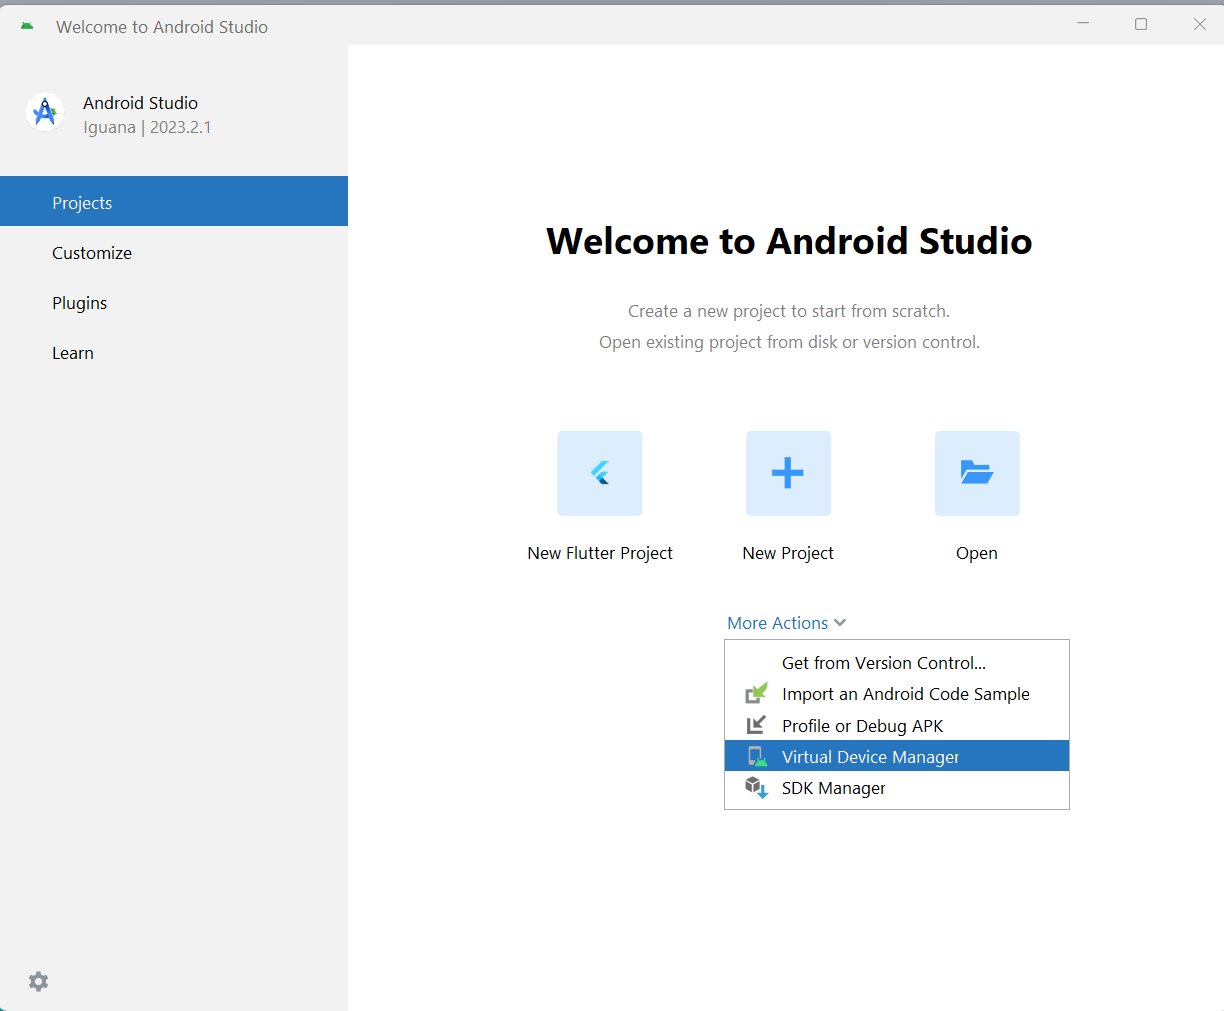 Welcome to Android Studio
Android Studio
Iguana | 2023.2.1
Projects
Customize
Plugins
Learn
Welcome to Android Studio
Create a new project to start from scratch.
Open existing project from disk or version control.
New Flutter Project
New Project
Open
More Actions
Get from Version Control...
Import an Android Code Sample
Profile or Debug APK
Virtual Device Manager
SDK Manager